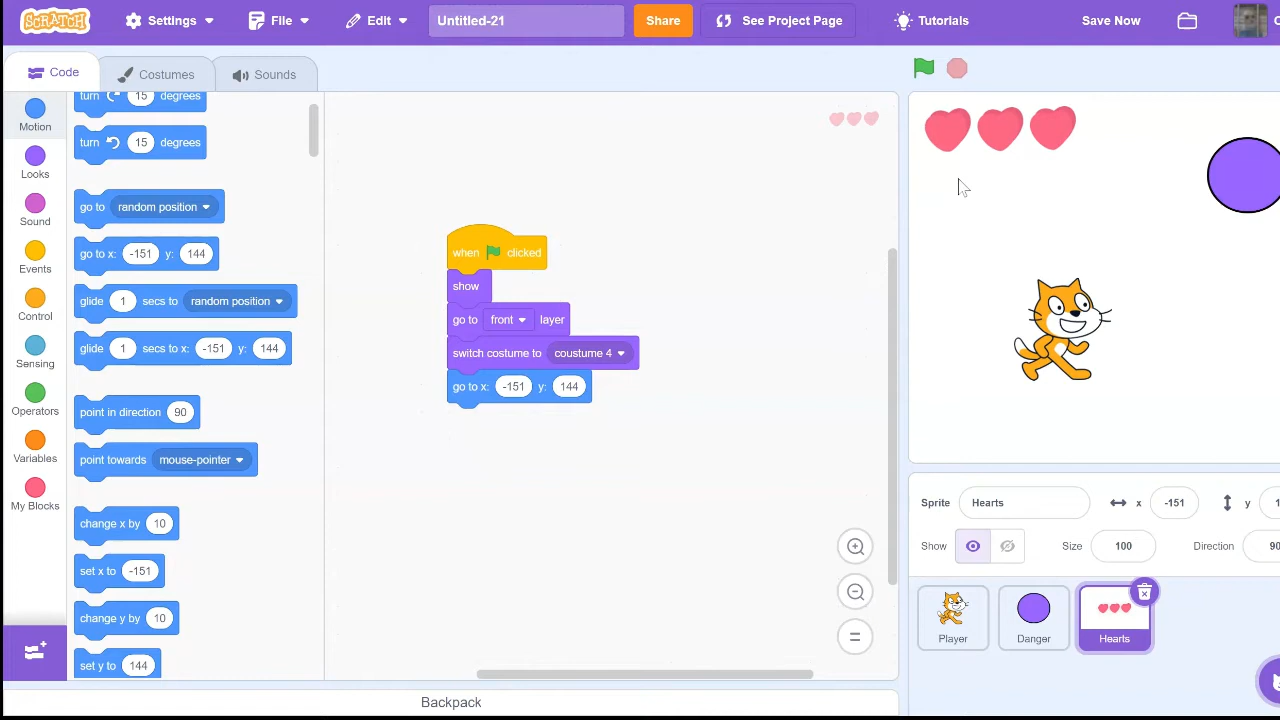 SCRATCH Settings File Edit Untitled-21 Share See Project Page Tutorials Save Now
Code Costumes Sounds
Motion
Looks
Sound
Events
Control
Sensing
Operators
Variables
My Blocks
turn 15 degrees
turn 15 degrees
go to random position
go to x: -151 y: 144
glide 1 secs to random position
glide 1 secs to x: -151 y: 144
point in direction 90
point towards mouse-pointer
change x by 10
set x to -151
change y by 10
set y to 144
when clicked
show
go to front layer
switch costume to coustume 4
go to x: -151 y: 144
Sprite Hearts x -151 y 1
Show Size 100 Direction 90
Player Danger Hearts
Backpack